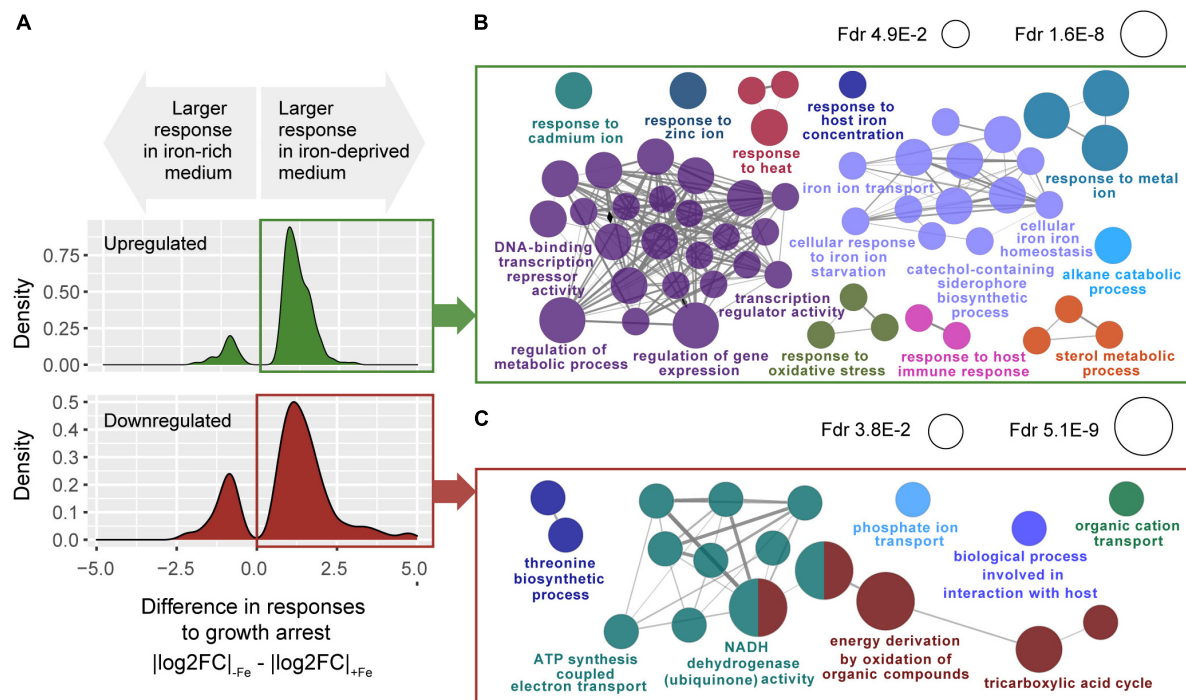 A
Larger
response
in iron-rich
medium
Larger
response
in iron-deprived
medium
Upregulated
Density
0.75
0.50
0.25
0.00
Downregulated
Density
0.5
0.4
0.3
0.2
0.1
0.0
−5.0
−2.5
0.0
2.5
5.0
Difference in responses
to growth arrest
|log2FC|-Fe - |log2FC|+Fe
B
Fdr 4.9E-2
Fdr 1.6E-8
response to
cadmium ion
response to
zinc ion
response
to heat
response to
host iron
concentration
response to metal
ion
iron ion transport
cellular response
to iron ion
starvation
cellular
iron iron
homeostasis
catechol-containing
siderophore
biosynthetic
process
alkane catabolic
process
DNA-binding
transcription
repressor
activity
transcription
regulator activity
regulation of
metabolic process
regulation of gene
expression
response to
oxidative stress
response to host
immune response
sterol metabolic
process
C
Fdr 3.8E-2
Fdr 5.1E-9
threonine
biosynthetic
process
phosphate ion
transport
biological process
involved in
interaction with host
organic cation
transport
ATP synthesis
coupled
electron transport
NADH
dehydrogenase
(ubiquinone) activity
energy derivation
by oxidation of
organic compounds
tricarboxylic acid cycle